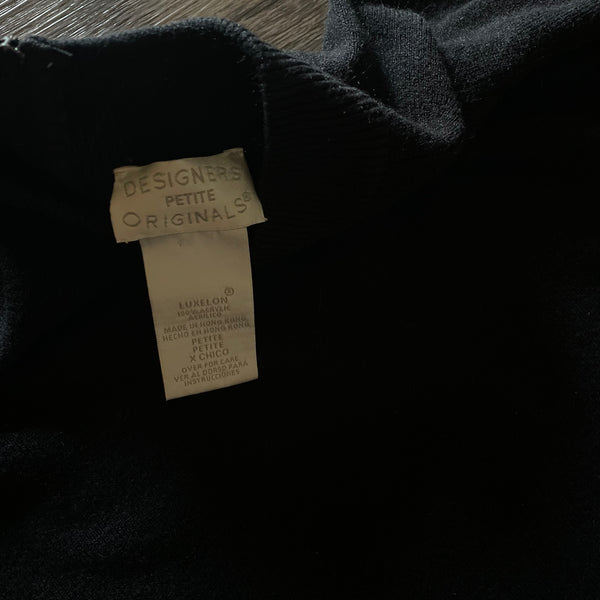 DESIGNERS
PETITE
ORIGINALS®
LUXELON®
100% ACRYLIC
ACRILICO
MADE IN HONG KONG
HECHO EN HONG KONG
PETITE
PETITE
X CHICO
OVER FOR CARE
VER AL DORSO PARA
INSTRUCCIONES